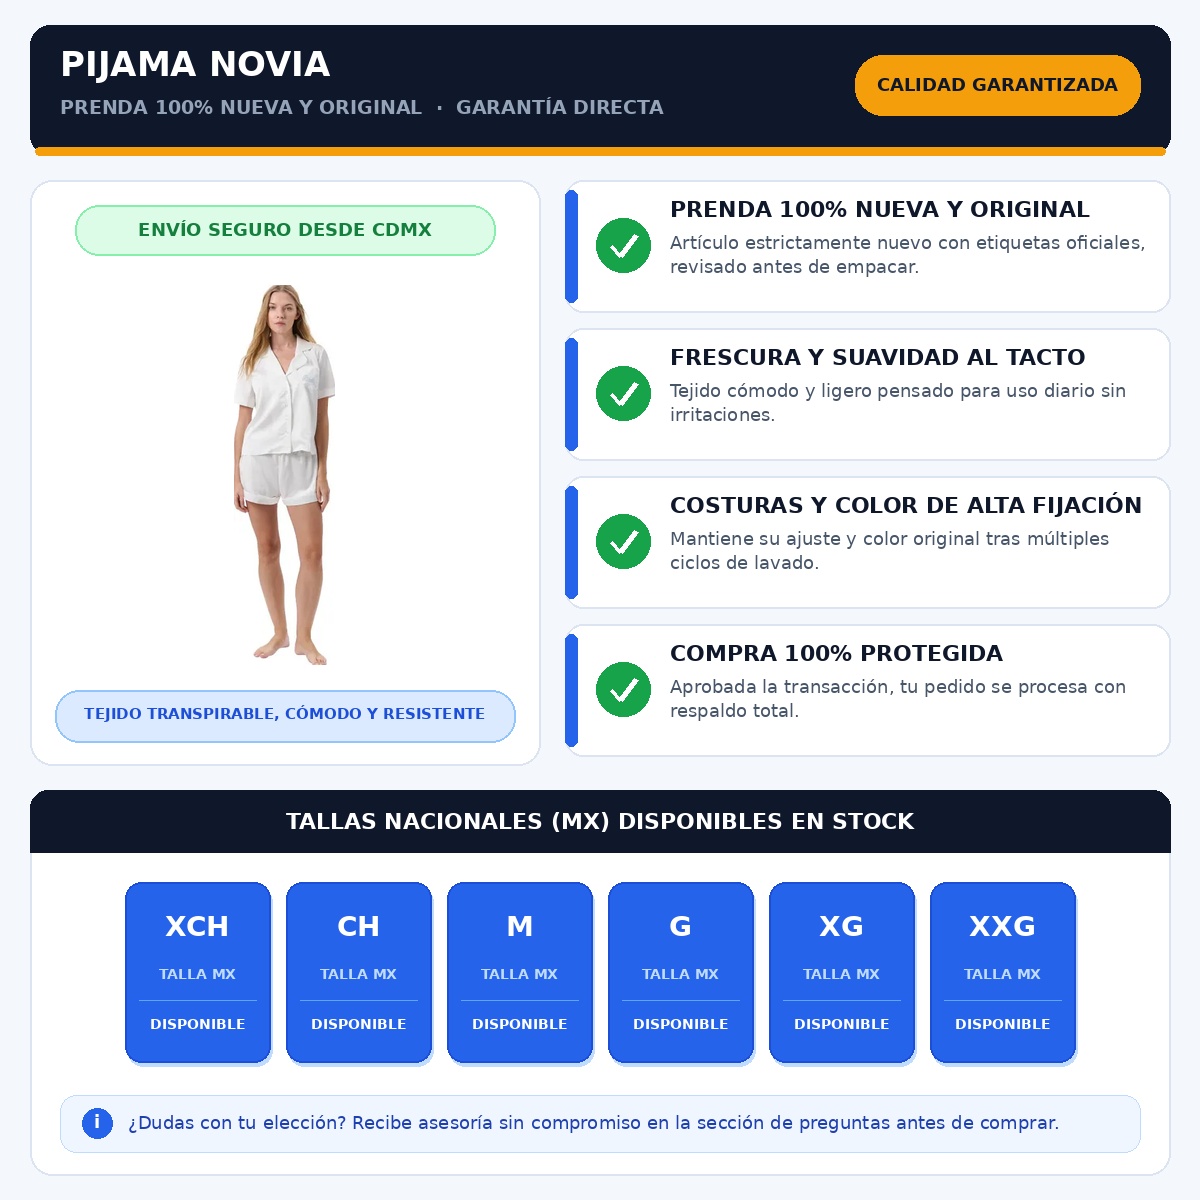 PIJAMA NOVIA
PRENDA 100% NUEVA Y ORIGINAL · GARANTÍA DIRECTA
CALIDAD GARANTIZADA
ENVÍO SEGURO DESDE CDMX
TEJIDO TRANSPIRABLE, CÓMODO Y RESISTENTE
PRENDA 100% NUEVA Y ORIGINAL
Artículo estrictamente nuevo con etiquetas oficiales,
revisado antes de empacar.
FRESCURA Y SUAVIDAD AL TACTO
Tejido cómodo y ligero pensado para uso diario sin
irritaciones.
COSTURAS Y COLOR DE ALTA FIJACIÓN
Mantiene su ajuste y color original tras múltiples
ciclos de lavado.
COMPRA 100% PROTEGIDA
Aprobada la transacción, tu pedido se procesa con
respaldo total.
TALLAS NACIONALES (MX) DISPONIBLES EN STOCK
XCH CH M G XG XXG
TALLA MX TALLA MX TALLA MX TALLA MX TALLA MX TALLA MX
DISPONIBLE DISPONIBLE DISPONIBLE DISPONIBLE DISPONIBLE DISPONIBLE
i ¿Dudas con tu elección? Recibe asesoría sin compromiso en la sección de preguntas antes de comprar.